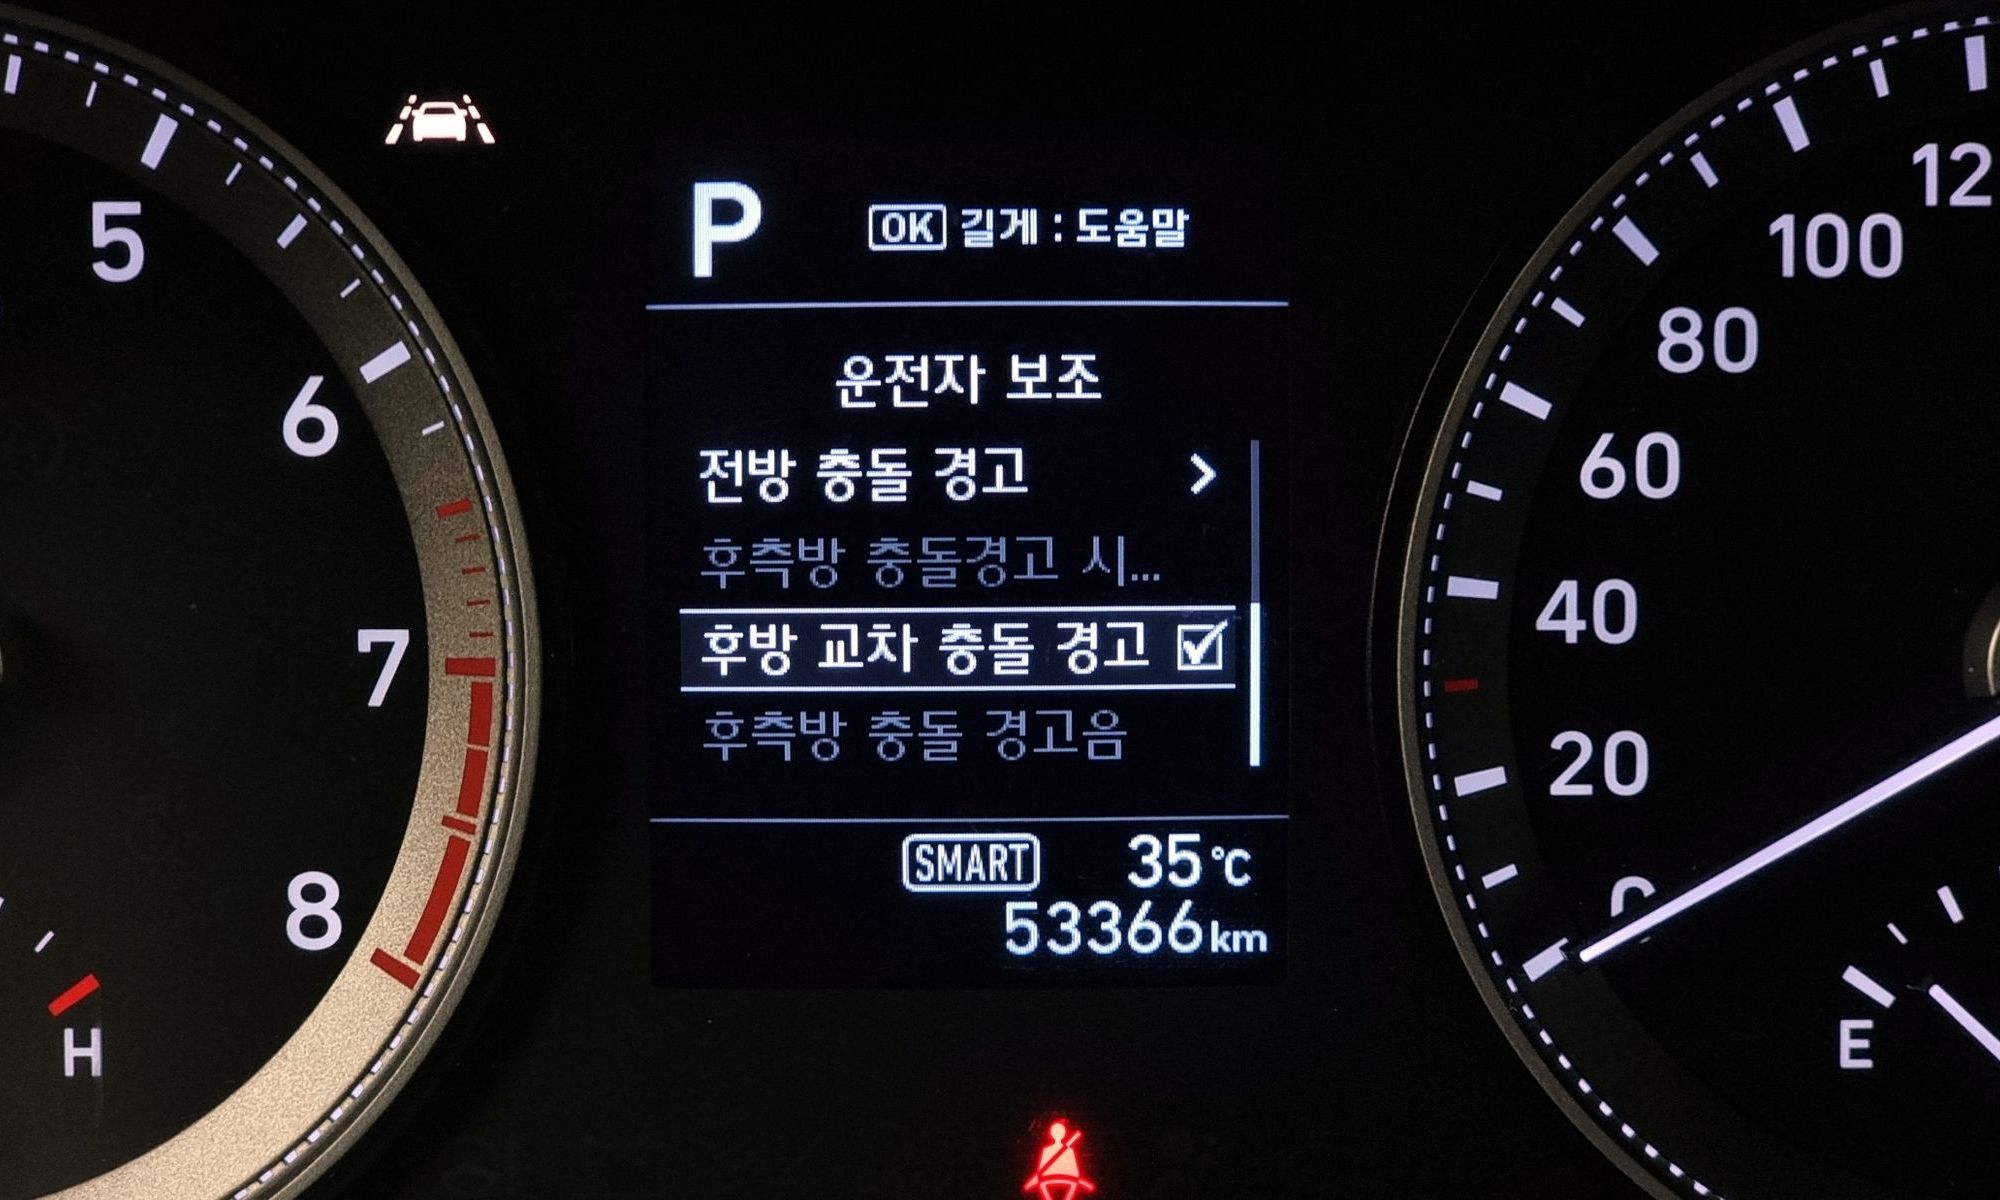 P
OK 길게 : 도움말
운전자 보조
전방 충돌 경고
후측방 충돌경고 시...
후방 교차 충돌 경고
후측방 충돌 경고음
SMART 35℃
53366km
5
6
7
8
H
12
100
80
60
40
20
0
E